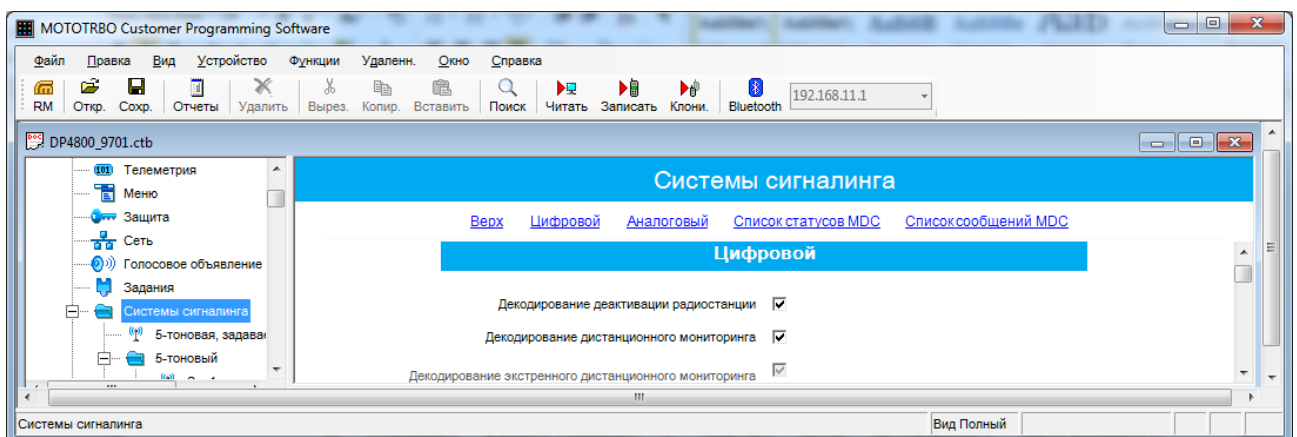 MOTOTRBO Customer Programming Software
Файл Правка Вид Устройство Функции Удаленн. Окно Справка
RM Откр. Сохр. Отчеты Удалить Вырез. Копир. Вставить Поиск Читать Записать Клони. Bluetooth 192.168.11.1
DP4800_9701.ctb
Телеметрия
Меню
Защита
Сеть
Голосовое объявление
Задания
Системы сигналинга
5-тоновая, задава
5-тоновый
Системы сигналинга
Верх Цифровой Аналоговый Список статусов MDC Список сообщений MDC
Цифровой
Декодирование деактивации радиостанции
Декодирование дистанционного мониторинга
Декодирование экстренного дистанционного мониторинга
Системы сигналинга
Вид Полный